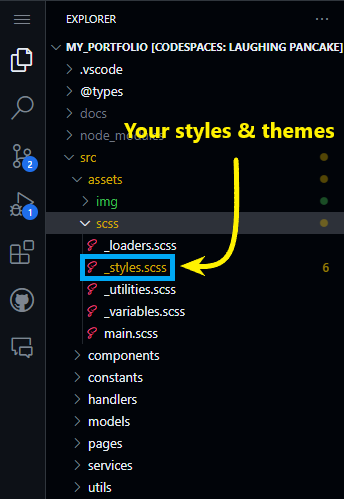 EXPLORER
...
MY_PORTFOLIO [CODESPACES: LAUGHING PANCAKE]
.vscode
@types
docs
node_modules
Your styles & themes
src
assets
img
2
scss
1
_loaders.scss
_styles.scss 6
_utilities.scss
_variables.scss
main.scss
components
constants
handlers
models
pages
services
utils